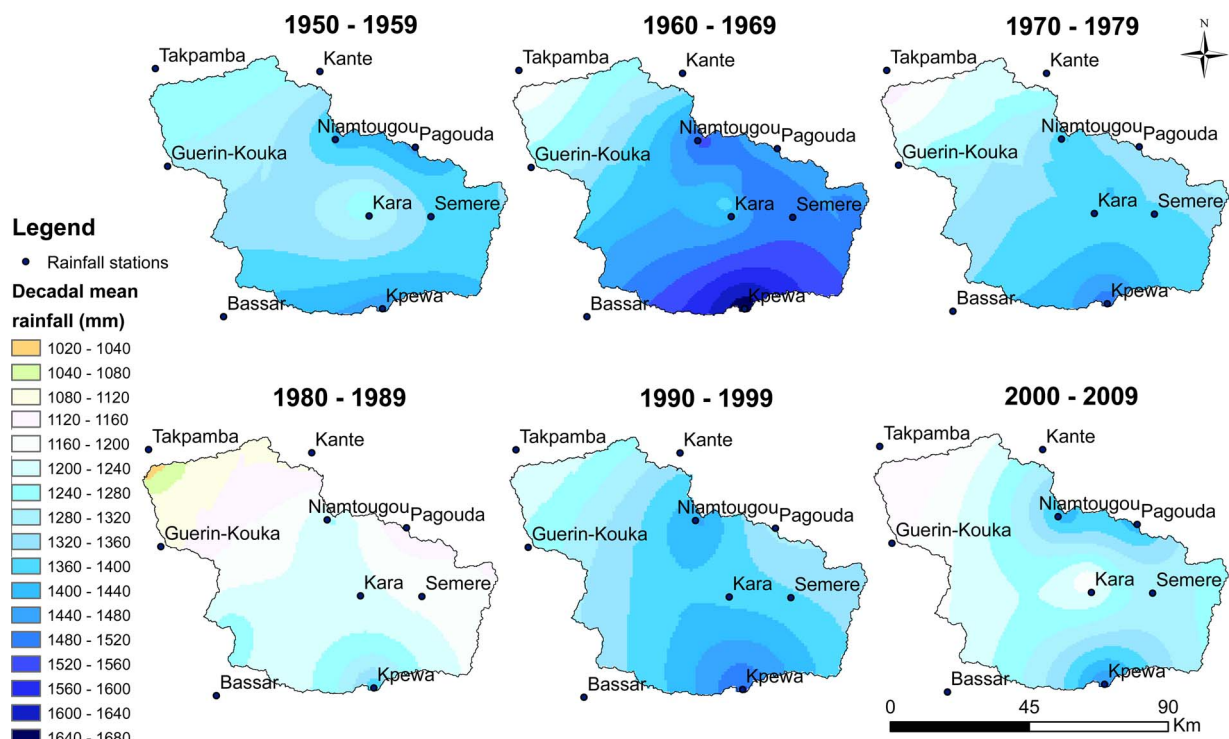 1950 - 1959
1960 - 1969
1970 - 1979
N
Takpamba
Kante
Niamtougou
Pagouda
Guerin-Kouka
Kara
Semere
Bassar
Kpewa
Takpamba
Kante
Niamtougou
Pagouda
Guerin-Kouka
Kara
Semere
Bassar
Kpewa
Takpamba
Kante
Niamtougou
Pagouda
Guerin-Kouka
Kara
Semere
Bassar
Kpewa
Legend
Rainfall stations
Decadal mean
rainfall (mm)
1020 - 1040
1040 - 1080
1080 - 1120
1120 - 1160
1160 - 1200
1200 - 1240
1240 - 1280
1280 - 1320
1320 - 1360
1360 - 1400
1400 - 1440
1440 - 1480
1480 - 1520
1520 - 1560
1560 - 1600
1600 - 1640
1640 - 1680
1980 - 1989
1990 - 1999
2000 - 2009
Takpamba
Kante
Niamtougou
Pagouda
Guerin-Kouka
Kara
Semere
Bassar
Kpewa
Takpamba
Kante
Niamtougou
Pagouda
Guerin-Kouka
Kara
Semere
Bassar
Kpewa
Takpamba
Kante
Niamtougou
Pagouda
Guerin-Kouka
Kara
Semere
Bassar
Kpewa
0 45 90
Km